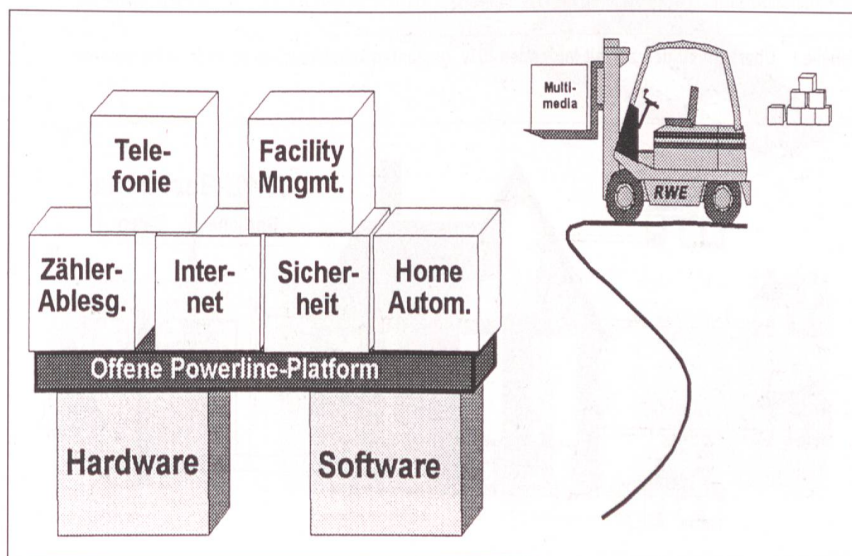 Multi-
media
RWE
Tele-
fonie
Facility
Mngmt.
Zähler-
Ablesg.
Inter-
net
Sicher-
heit
Home
Autom.
Offene Powerline-Platform
Hardware
Software